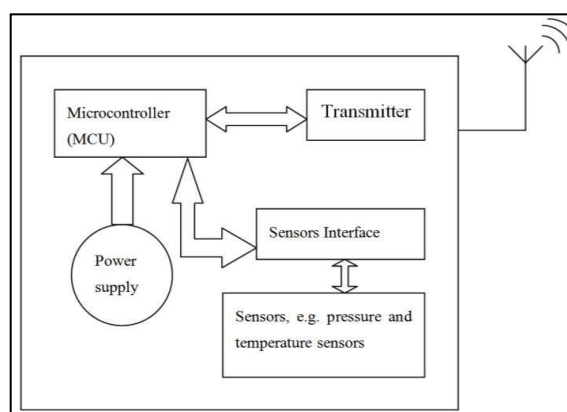 Microcontroller
(MCU)
Transmitter
Sensors Interface
Power
supply
Sensors, e.g. pressure and
temperature sensors